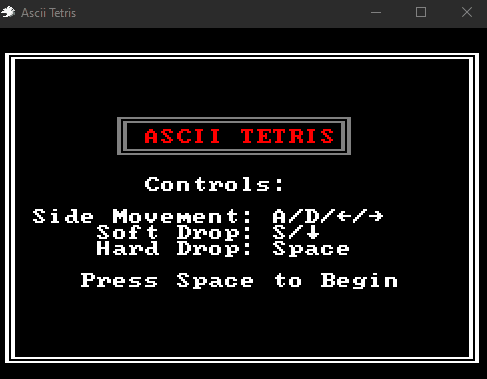 Ascii Tetris
ASCII TETRIS
Controls:
Side Movement: A/D/←/→
Soft Drop: S/↓
Hard Drop: Space
Press Space to Begin